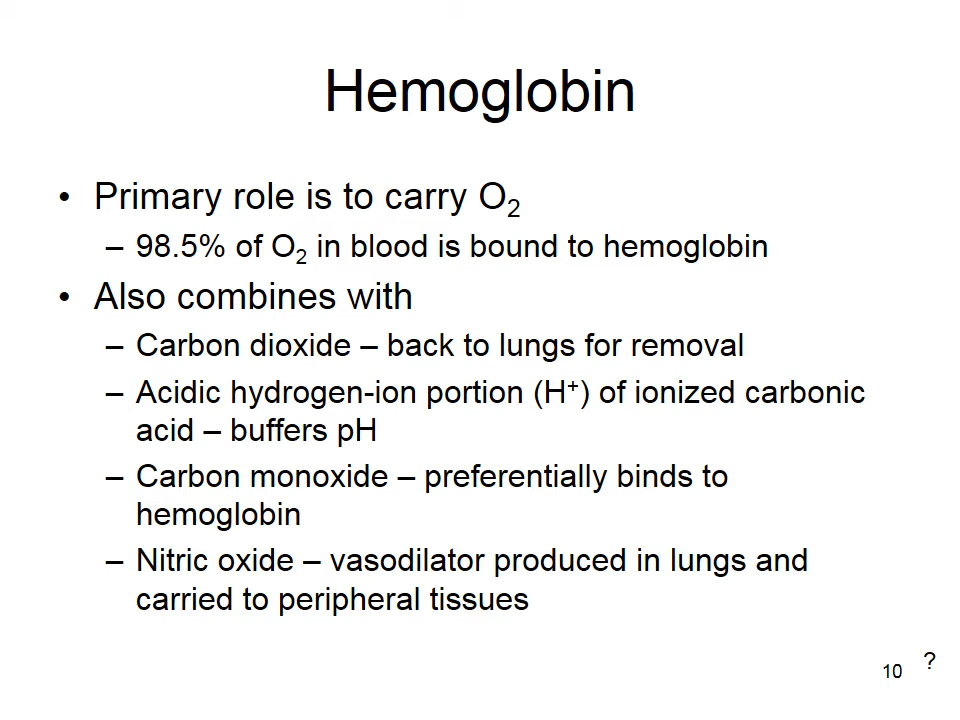 Hemoglobin
• Primary role is to carry O₂
– 98.5% of O₂ in blood is bound to hemoglobin
• Also combines with
– Carbon dioxide – back to lungs for removal
– Acidic hydrogen-ion portion (H⁺) of ionized carbonic
acid – buffers pH
– Carbon monoxide – preferentially binds to
hemoglobin
– Nitric oxide – vasodilator produced in lungs and
carried to peripheral tissues
10 ?